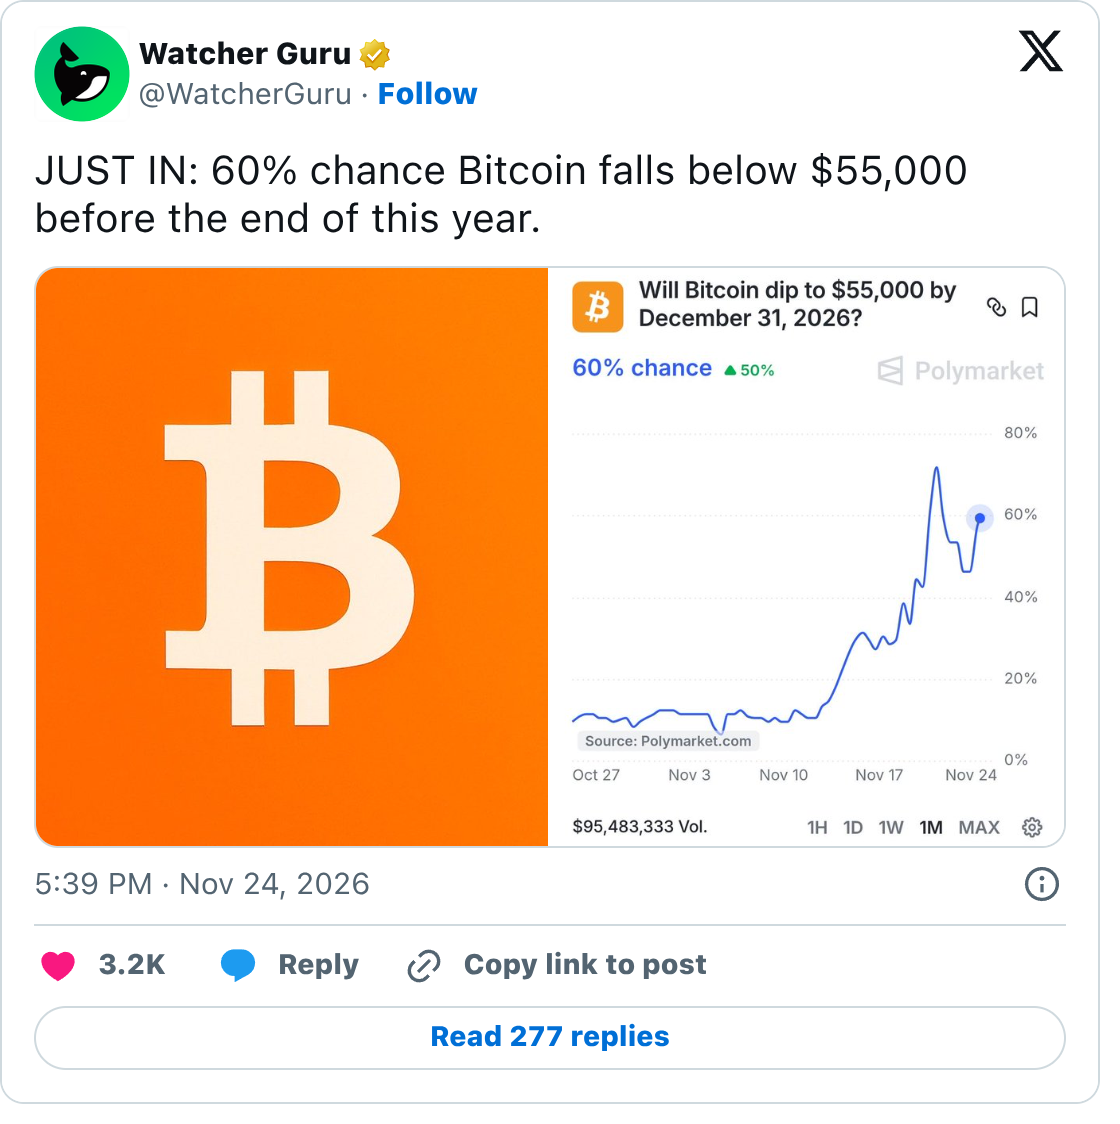 Watcher Guru
@WatcherGuru · Follow
JUST IN: 60% chance Bitcoin falls below $55,000
before the end of this year.
Will Bitcoin dip to $55,000 by
December 31, 2026?
60% chance ▲ 50%
Polymarket
80%
60%
40%
20%
0%
Source: Polymarket.com
Oct 27 Nov 3 Nov 10 Nov 17 Nov 24
$95,483,333 Vol.
1H 1D 1W 1M MAX
5:39 PM · Nov 24, 2026
3.2K Reply Copy link to post
Read 277 replies